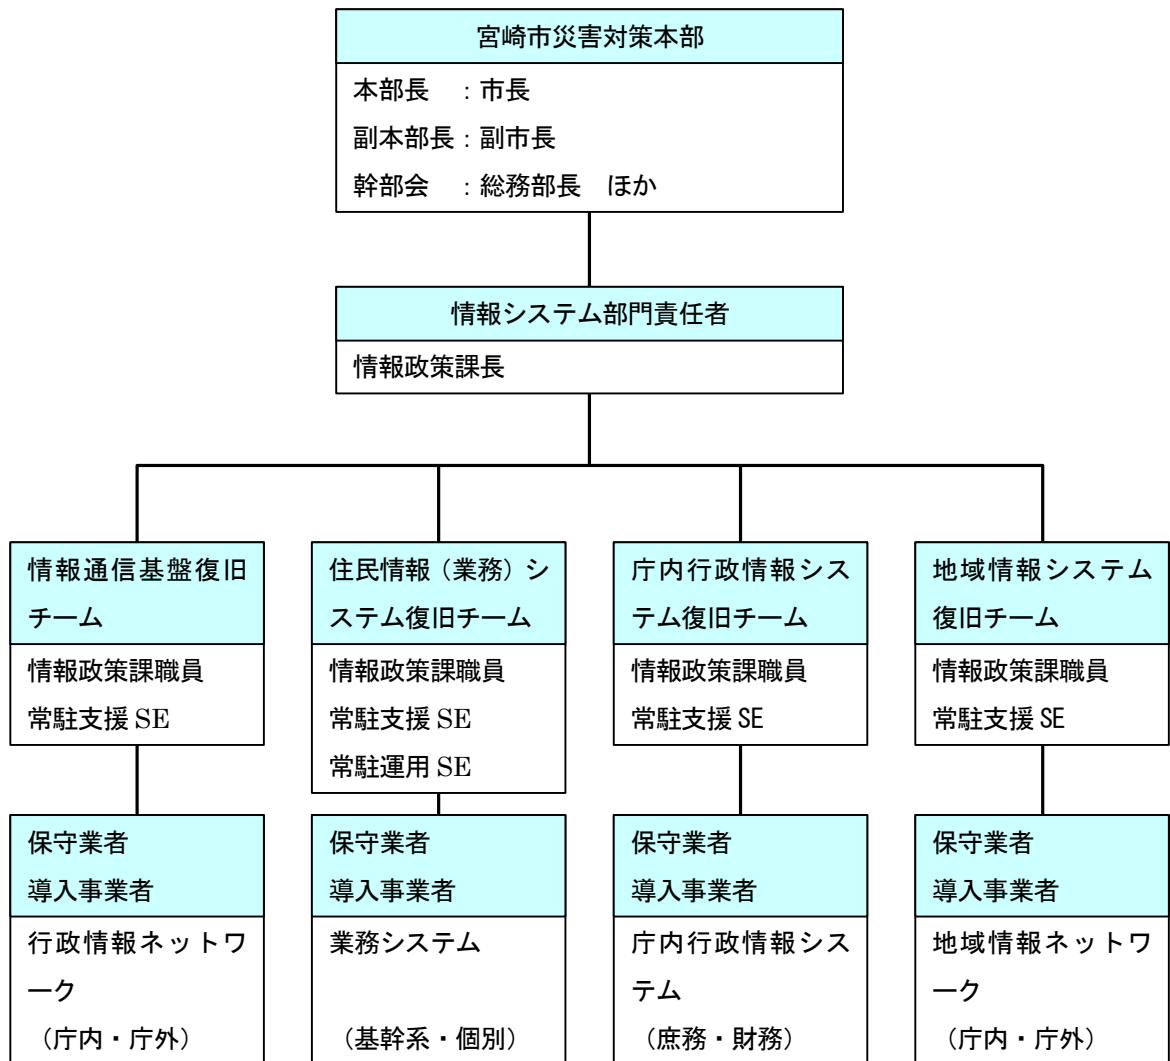 宮崎市災害対策本部
本部長　：市長
副本部長：副市長
幹部会　：総務部長　ほか
情報システム部門責任者
情報政策課長
情報通信基盤復旧
チーム
情報政策課職員
常駐支援 SE
保守業者
導入事業者
行政情報ネットワ
ーク
（庁内・庁外）
住民情報（業務）シ
ステム復旧チーム
情報政策課職員
常駐支援 SE
常駐運用 SE
保守業者
導入事業者
業務システム
（基幹系・個別）
庁内行政情報シス
テム復旧チーム
情報政策課職員
常駐支援 SE
保守業者
導入事業者
庁内行政情報シス
テム
（庶務・財務）
地域情報システム
復旧チーム
情報政策課職員
常駐支援 SE
保守業者
導入事業者
地域情報ネットワ
ーク
（庁内・庁外）